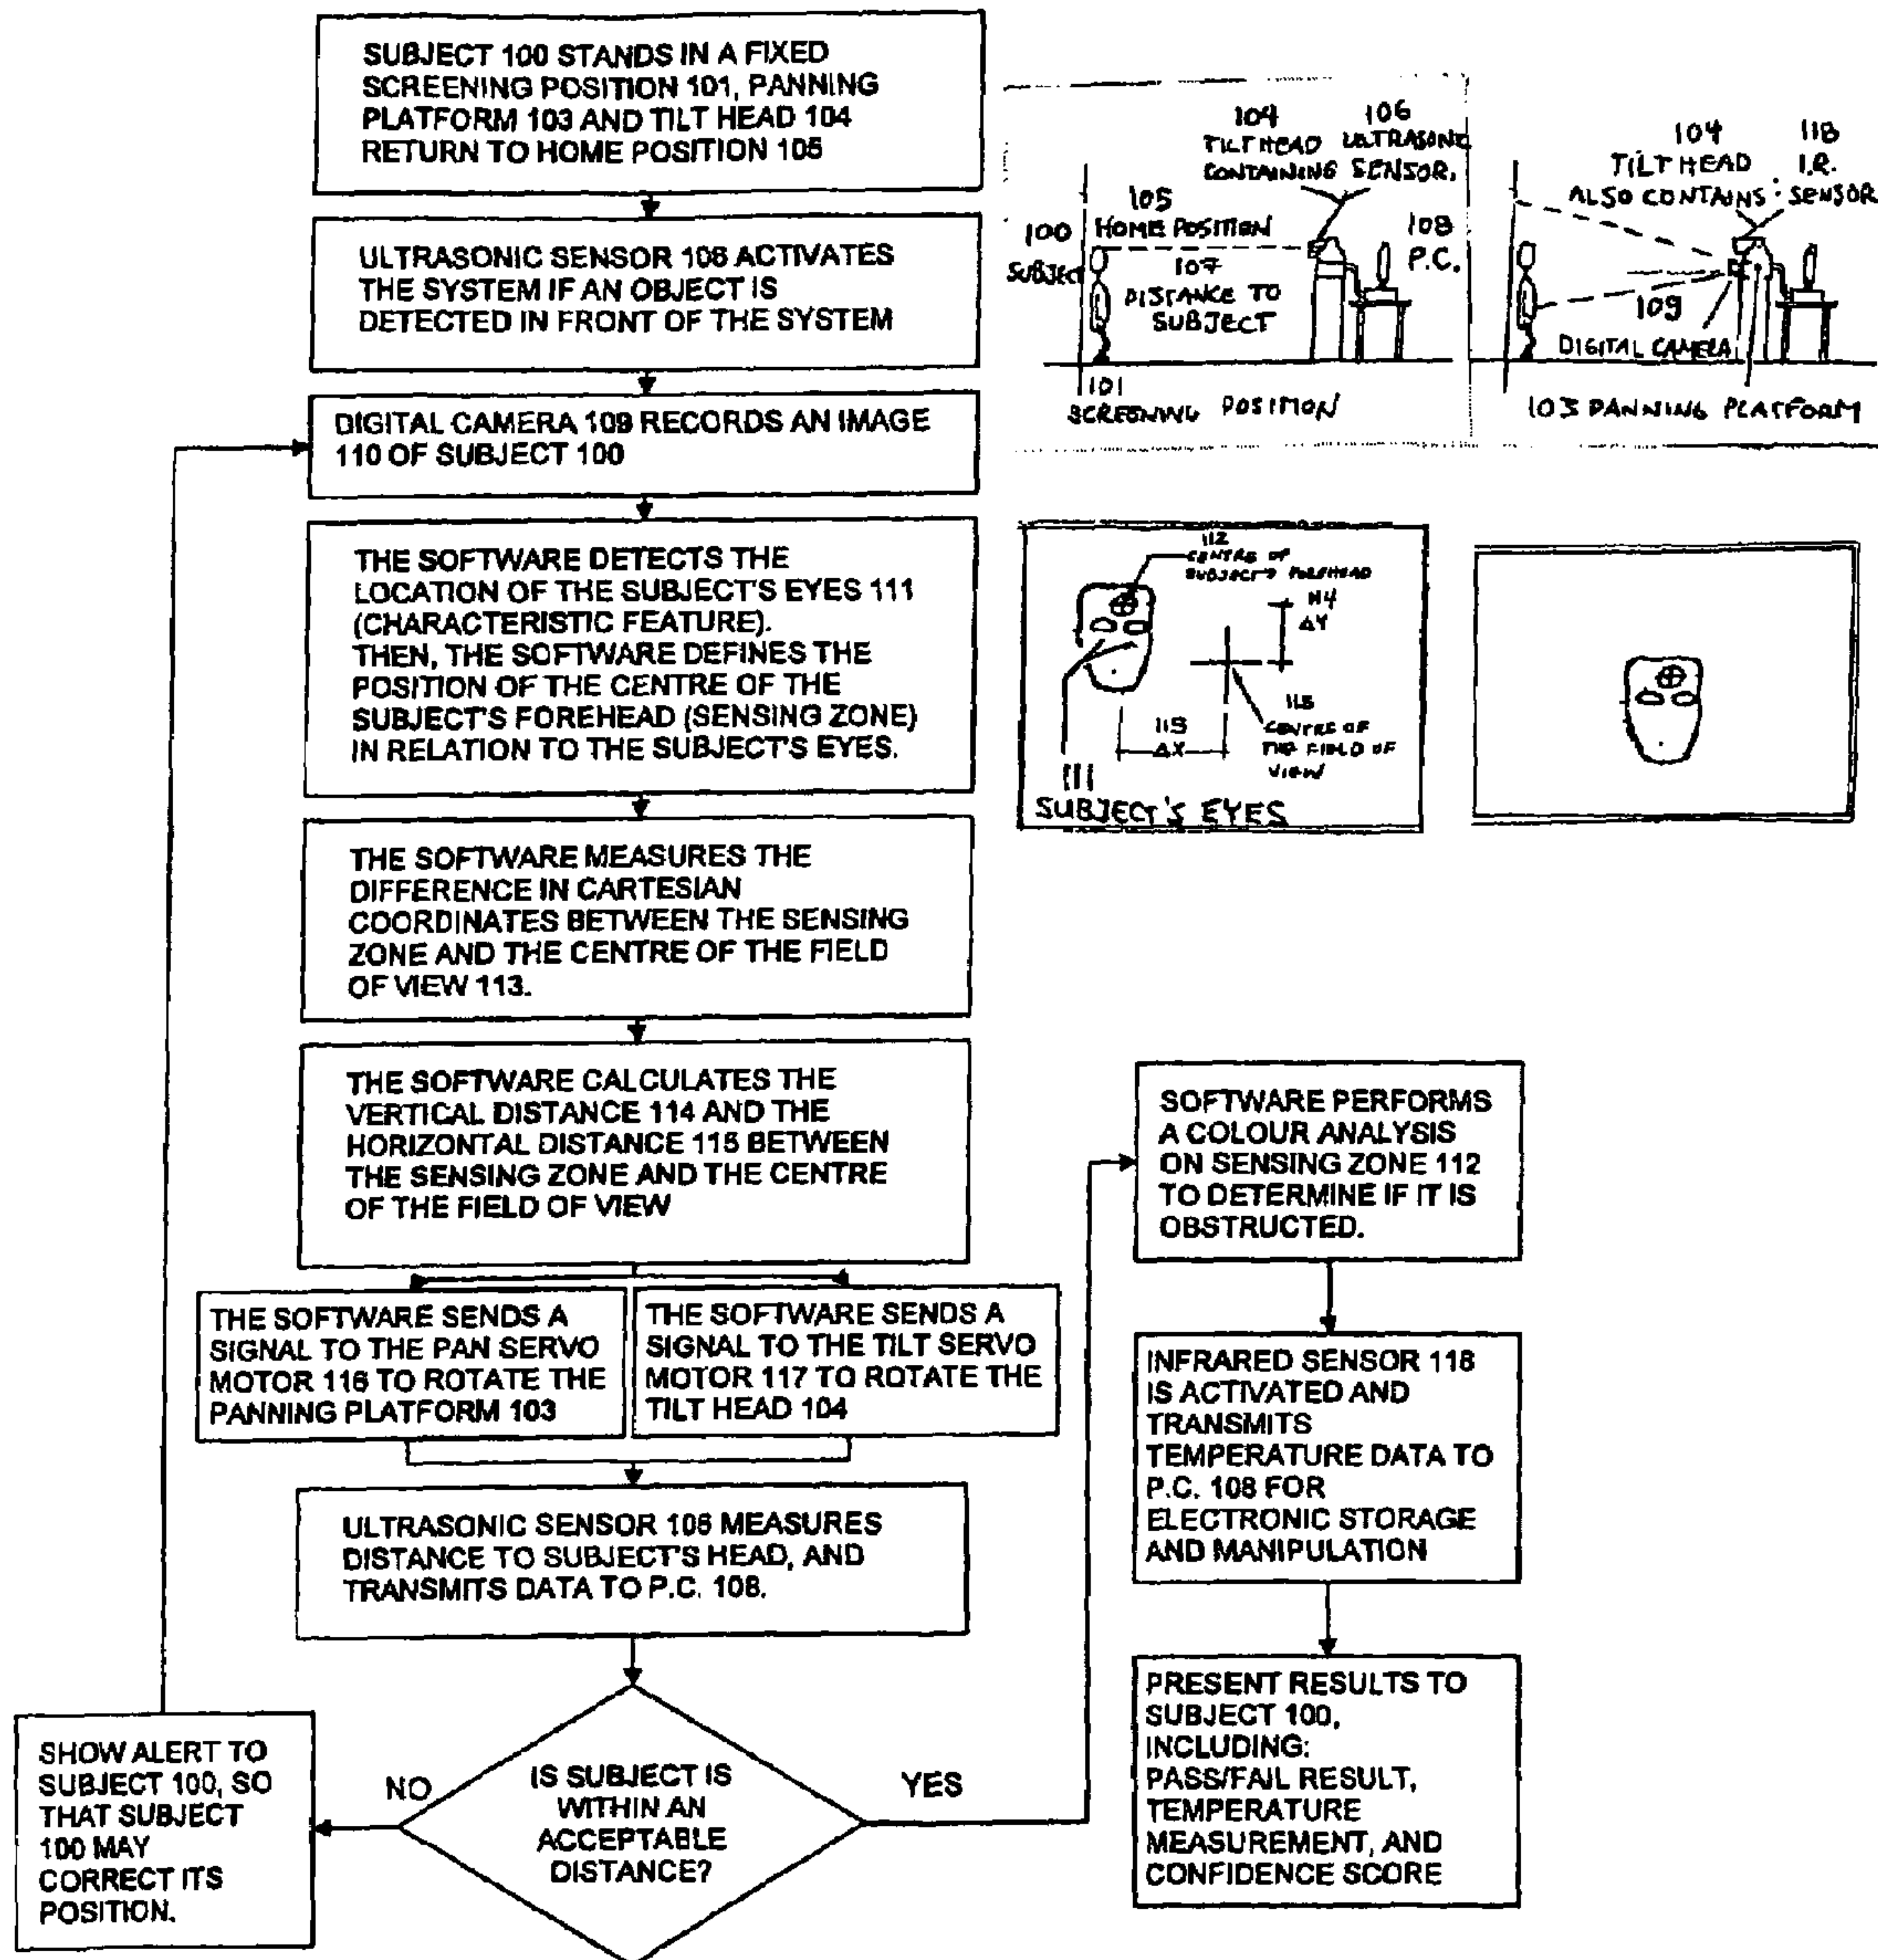 SUBJECT 100 STANDS IN A FIXED
SCREENING POSITION 101, PANNING
PLATFORM 103 AND TILT HEAD 104
RETURN TO HOME POSITION 105
ULTRASONIC SENSOR 106 ACTIVATES
THE SYSTEM IF AN OBJECT IS
DETECTED IN FRONT OF THE SYSTEM
DIGITAL CAMERA 109 RECORDS AN IMAGE
110 OF SUBJECT 100
THE SOFTWARE DETECTS THE
LOCATION OF THE SUBJECT'S EYES 111
(CHARACTERISTIC FEATURE).
THEN, THE SOFTWARE DEFINES THE
POSITION OF THE CENTRE OF THE
SUBJECT'S FOREHEAD (SENSING ZONE)
IN RELATION TO THE SUBJECT'S EYES.
THE SOFTWARE MEASURES THE
DIFFERENCE IN CARTESIAN
COORDINATES BETWEEN THE SENSING
ZONE AND THE CENTRE OF THE FIELD
OF VIEW 113.
THE SOFTWARE CALCULATES THE
VERTICAL DISTANCE 114 AND THE
HORIZONTAL DISTANCE 115 BETWEEN
THE SENSING ZONE AND THE CENTRE
OF THE FIELD OF VIEW
THE SOFTWARE SENDS A
SIGNAL TO THE PAN SERVO
MOTOR 116 TO ROTATE THE
PANNING PLATFORM 103
THE SOFTWARE SENDS A
SIGNAL TO THE TILT SERVO
MOTOR 117 TO ROTATE THE
TILT HEAD 104
ULTRASONIC SENSOR 106 MEASURES
DISTANCE TO SUBJECT'S HEAD, AND
TRANSMITS DATA TO P.C. 108.
IS SUBJECT IS
WITHIN AN
ACCEPTABLE
DISTANCE?
NO
YES
SHOW ALERT TO
SUBJECT 100, SO
THAT SUBJECT
100 MAY
CORRECT ITS
POSITION.
SOFTWARE PERFORMS
A COLOUR ANALYSIS
ON SENSING ZONE 112
TO DETERMINE IF IT IS
OBSTRUCTED.
INFRARED SENSOR 118
IS ACTIVATED AND
TRANSMITS
TEMPERATURE DATA TO
P.C. 108 FOR
ELECTRONIC STORAGE
AND MANIPULATION
PRESENT RESULTS TO
SUBJECT 100,
INCLUDING:
PASS/FAIL RESULT,
TEMPERATURE
MEASUREMENT, AND
CONFIDENCE SCORE
104 106
TILT HEAD ULTRASONIC
CONTAINING SENSOR.
105
100 HOME POSITION
SUBJECT
107
DISTANCE TO
SUBJECT
108
P.C.
101
SCREENING POSITION
104 118
TILT HEAD I.R.
ALSO CONTAINS: SENSOR
109
DIGITAL CAMERA
103 PANNING PLATFORM
112
CENTRE OF
SUBJECT'S FOREHEAD
114
ΔY
115
ΔX
CENTRE OF
THE FIELD OF
VIEW
111
SUBJECT'S EYES